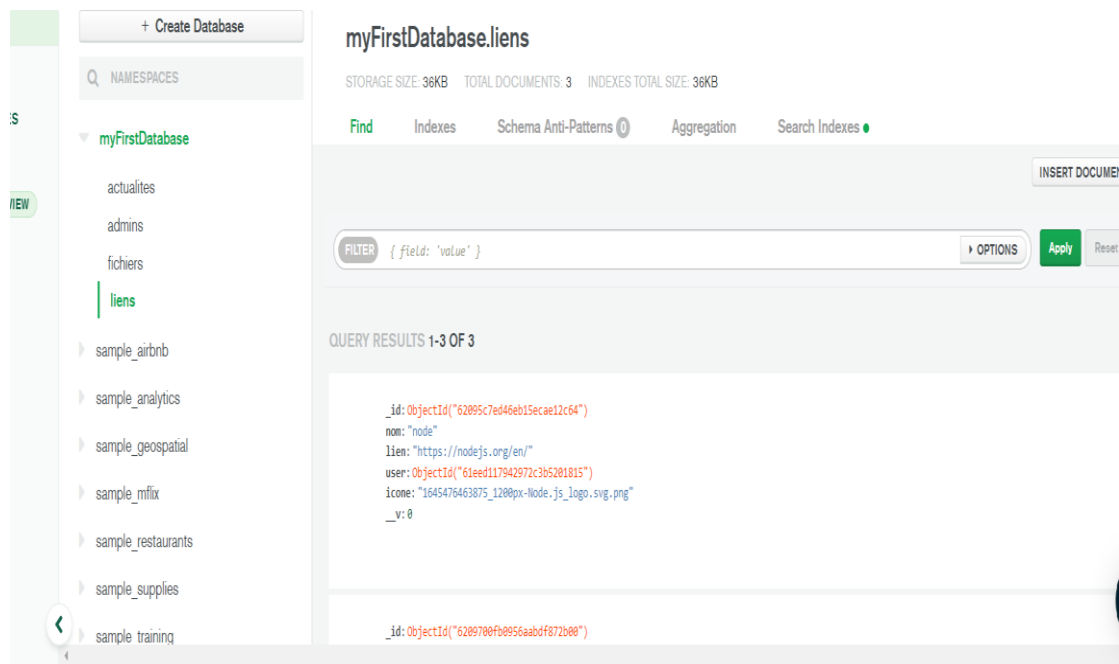 + Create Database
NAMESPACES
myFirstDatabase
actualites
admins
fichiers
liens
sample_airbnb
sample_analytics
sample_geospatial
sample_mflix
sample_restaurants
sample_supplies
sample_training
myFirstDatabase.liens
STORAGE SIZE: 36KB TOTAL DOCUMENTS: 3 INDEXES TOTAL SIZE: 36KB
Find Indexes Schema Anti-Patterns 0 Aggregation Search Indexes
FILTER { field: 'value' } OPTIONS Apply Reset
QUERY RESULTS 1-3 OF 3
_id: ObjectId("62095c7ed46eb15ecae12c64")
nom: "node"
lien: "https://nodejs.org/en/"
user: ObjectId("61eed117942972c3b5201815")
icone: "1645476463875_1200px-Node.js_logo.svg.png"
__v: 0
_id: ObjectId("6209700fb0956aabdf872b00")